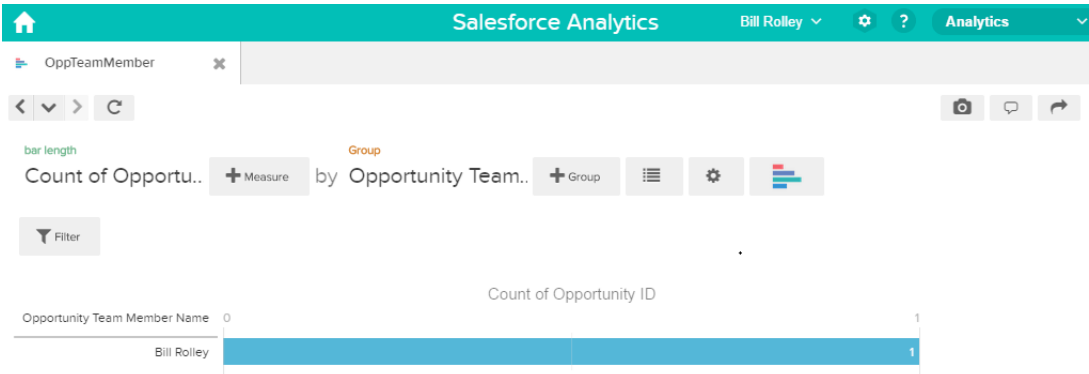 Salesforce Analytics Bill Rolley ? Analytics
OppTeamMember
bar length Group
Count of Opportu.. + Measure by Opportunity Team.. + Group
Filter
Count of Opportunity ID
Opportunity Team Member Name 0 1
Bill Rolley 1